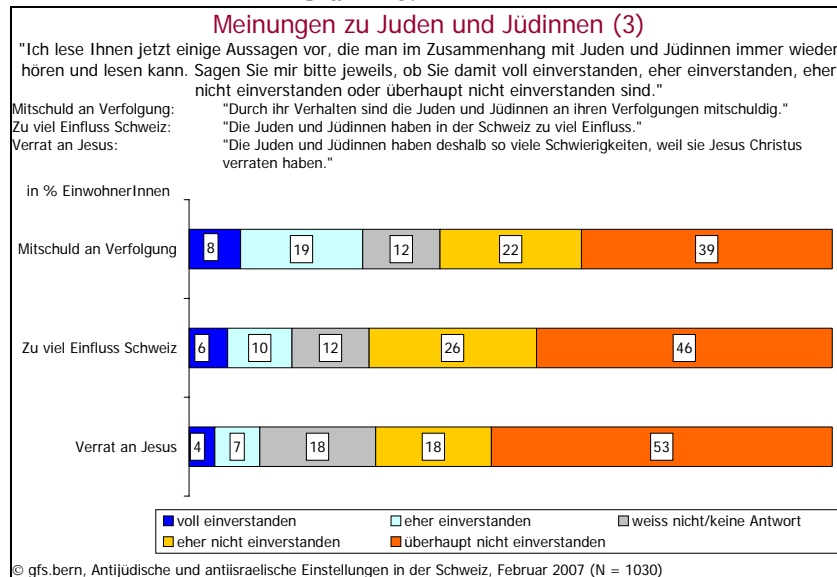 Meinungen zu Juden und Jüdinnen (3)
"Ich lese Ihnen jetzt einige Aussagen vor, die man im Zusammenhang mit Juden und Jüdinnen immer wieder
hören und lesen kann. Sagen Sie mir bitte jeweils, ob Sie damit voll einverstanden, eher einverstanden, eher
nicht einverstanden oder überhaupt nicht einverstanden sind."
Mitschuld an Verfolgung: "Durch ihr Verhalten sind die Juden und Jüdinnen an ihren Verfolgungen mitschuldig."
Zu viel Einfluss Schweiz: "Die Juden und Jüdinnen haben in der Schweiz zu viel Einfluss."
Verrat an Jesus: "Die Juden und Jüdinnen haben deshalb so viele Schwierigkeiten, weil sie Jesus Christus
verraten haben."
in % EinwohnerInnen
Mitschuld an Verfolgung 8 19 12 22 39
Zu viel Einfluss Schweiz 6 10 12 26 46
Verrat an Jesus 4 7 18 18 53
voll einverstanden eher einverstanden weiss nicht/keine Antwort
eher nicht einverstanden überhaupt nicht einverstanden
© gfs.bern, Antijüdische und antiisraelische Einstellungen in der Schweiz, Februar 2007 (N = 1030)